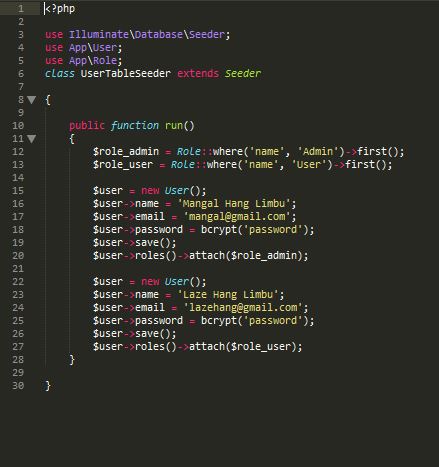 1 <?php
2
3 use Illuminate\Database\Seeder;
4 use App\User;
5 use App\Role;
6 class UserTableSeeder extends Seeder
7
8 {
9
10 public function run()
11 {
12 $role_admin = Role::where('name', 'Admin')->first();
13 $role_user = Role::where('name', 'User')->first();
14
15 $user = new User();
16 $user->name = 'Mangal Hang Limbu';
17 $user->email = 'mangal@gmail.com';
18 $user->password = bcrypt('password');
19 $user->save();
20 $user->roles()->attach($role_admin);
21
22 $user = new User();
23 $user->name = 'Laze Hang Limbu';
24 $user->email = 'lazehang@gmail.com';
25 $user->password = bcrypt('password');
26 $user->save();
27 $user->roles()->attach($role_user);
28 }
29
30 }